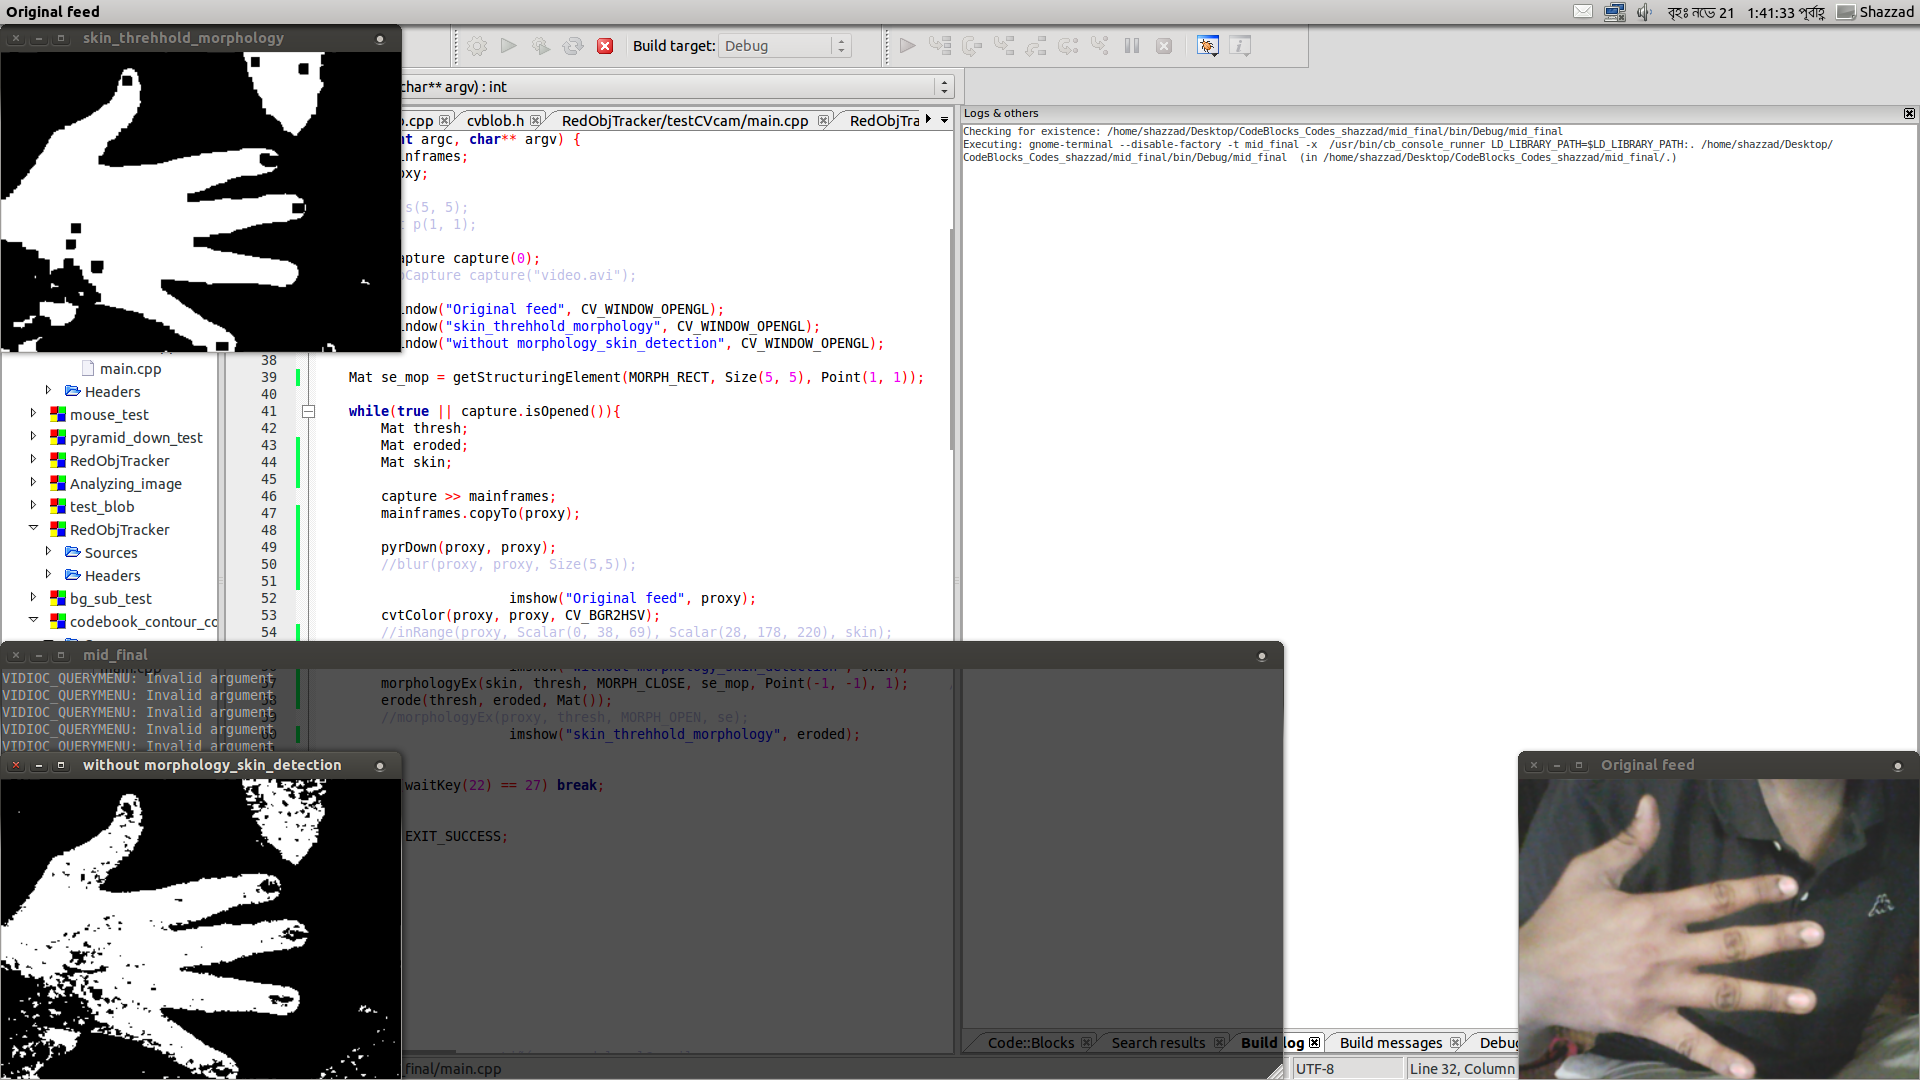 Original feed
বৃহঃ নভে 21 1:41:33 পূর্বাহ্ণ Shazzad
skin_threhhold_morphology
Build target: Debug
char** argv) : int
cvblob.h RedObjTracker/testCVcam/main.cpp RedObjTra
Logs & others
Checking for existence: /home/shazzad/Desktop/CodeBlocks_Codes_shazzad/mid_final/bin/Debug/mid_final
Executing: gnome-terminal --disable-factory -t mid_final -x /usr/bin/cb_console_runner LD_LIBRARY_PATH=$LD_LIBRARY_PATH:. /home/shazzad/Desktop/
CodeBlocks_Codes_shazzad/mid_final/bin/Debug/mid_final (in /home/shazzad/Desktop/CodeBlocks_Codes_shazzad/mid_final/.)
nt argc, char** argv) {
inframes;
oxy;
s(5, 5);
p(1, 1);
apture capture(0);
Capture capture("video.avi");
indow("Original feed", CV_WINDOW_OPENGL);
indow("skin_threhhold_morphology", CV_WINDOW_OPENGL);
indow("without morphology_skin_detection", CV_WINDOW_OPENGL);
38
39 Mat se_mop = getStructuringElement(MORPH_RECT, Size(5, 5), Point(1, 1));
40
41 while(true || capture.isOpened()){
42 Mat thresh;
43 Mat eroded;
44 Mat skin;
45
46 capture >> mainframes;
47 mainframes.copyTo(proxy);
48
49 pyrDown(proxy, proxy);
50 //blur(proxy, proxy, Size(5,5));
51
52 imshow("Original feed", proxy);
53 cvtColor(proxy, proxy, CV_BGR2HSV);
54 //inRange(proxy, Scalar(0, 38, 69), Scalar(28, 178, 220), skin);
morphologyEx(skin, thresh, MORPH_CLOSE, se_mop, Point(-1, -1), 1);
erode(thresh, eroded, Mat());
//morphologyEx(proxy, thresh, MORPH_OPEN, se);
imshow("skin_threhhold_morphology", eroded);
waitKey(22) == 27) break;
EXIT_SUCCESS;
main.cpp
Headers
mouse_test
pyramid_down_test
RedObjTracker
Analyzing_image
test_blob
RedObjTracker
Sources
Headers
bg_sub_test
codebook_contour_co
mid_final
VIDIOC_QUERYMENU: Invalid argument
VIDIOC_QUERYMENU: Invalid argument
VIDIOC_QUERYMENU: Invalid argument
VIDIOC_QUERYMENU: Invalid argument
VIDIOC_QUERYMENU: Invalid argument
without morphology_skin_detection
Original feed
Code::Blocks Search results Build log Build messages Debug
final/main.cpp UTF-8 Line 32, Column